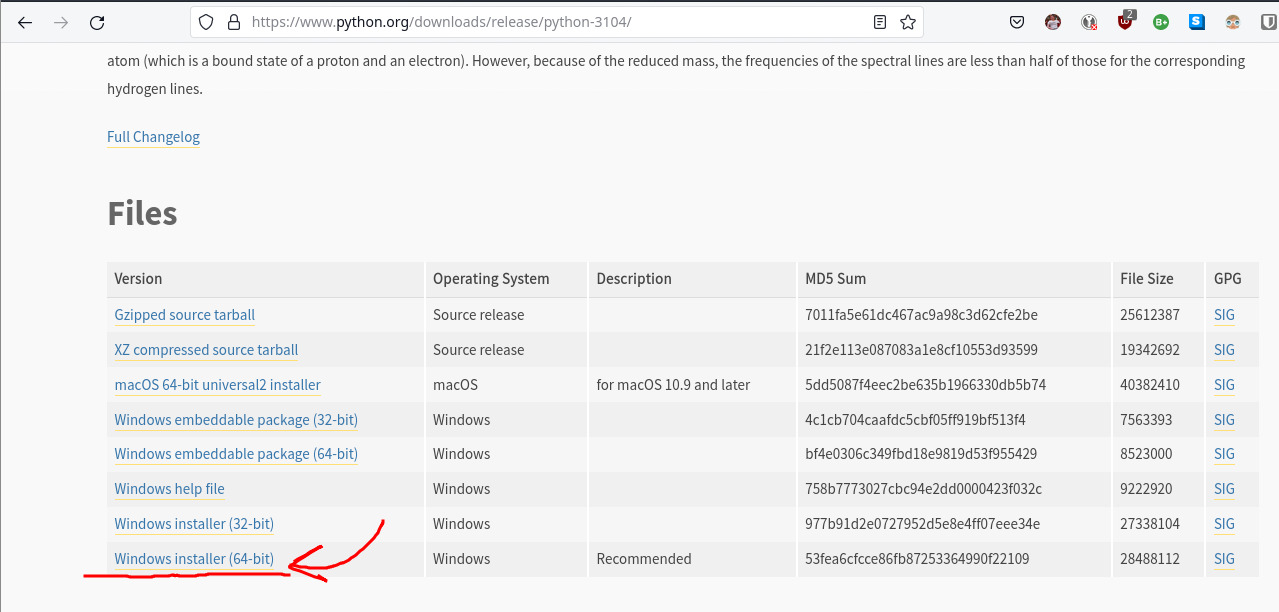 https://www.python.org/downloads/release/python-3104/
2
atom (which is a bound state of a proton and an electron). However, because of the reduced mass, the frequencies of the spectral lines are less than half of those for the corresponding
hydrogen lines.
Full Changelog
Files
Version Operating System Description MD5 Sum File Size GPG
Gzipped source tarball Source release 7011fa5e61dc467ac9a98c3d62cfe2be 25612387 SIG
XZ compressed source tarball Source release 21f2e113e087083a1e8cf10553d93599 19342692 SIG
macOS 64-bit universal2 installer macOS for macOS 10.9 and later 5dd5087f4eec2be635b1966330db5b74 40382410 SIG
Windows embeddable package (32-bit) Windows 4c1cb704caafdc5cbf05ff919bf513f4 7563393 SIG
Windows embeddable package (64-bit) Windows bf4e0306c349fbd18e9819d53f955429 8523000 SIG
Windows help file Windows 758b7773027cbc94e2dd0000423f032c 9222920 SIG
Windows installer (32-bit) Windows 977b91d2e0727952d5e8e4ff07eee34e 27338104 SIG
Windows installer (64-bit) Windows Recommended 53fea6cfcce86fb87253364990f22109 28488112 SIG